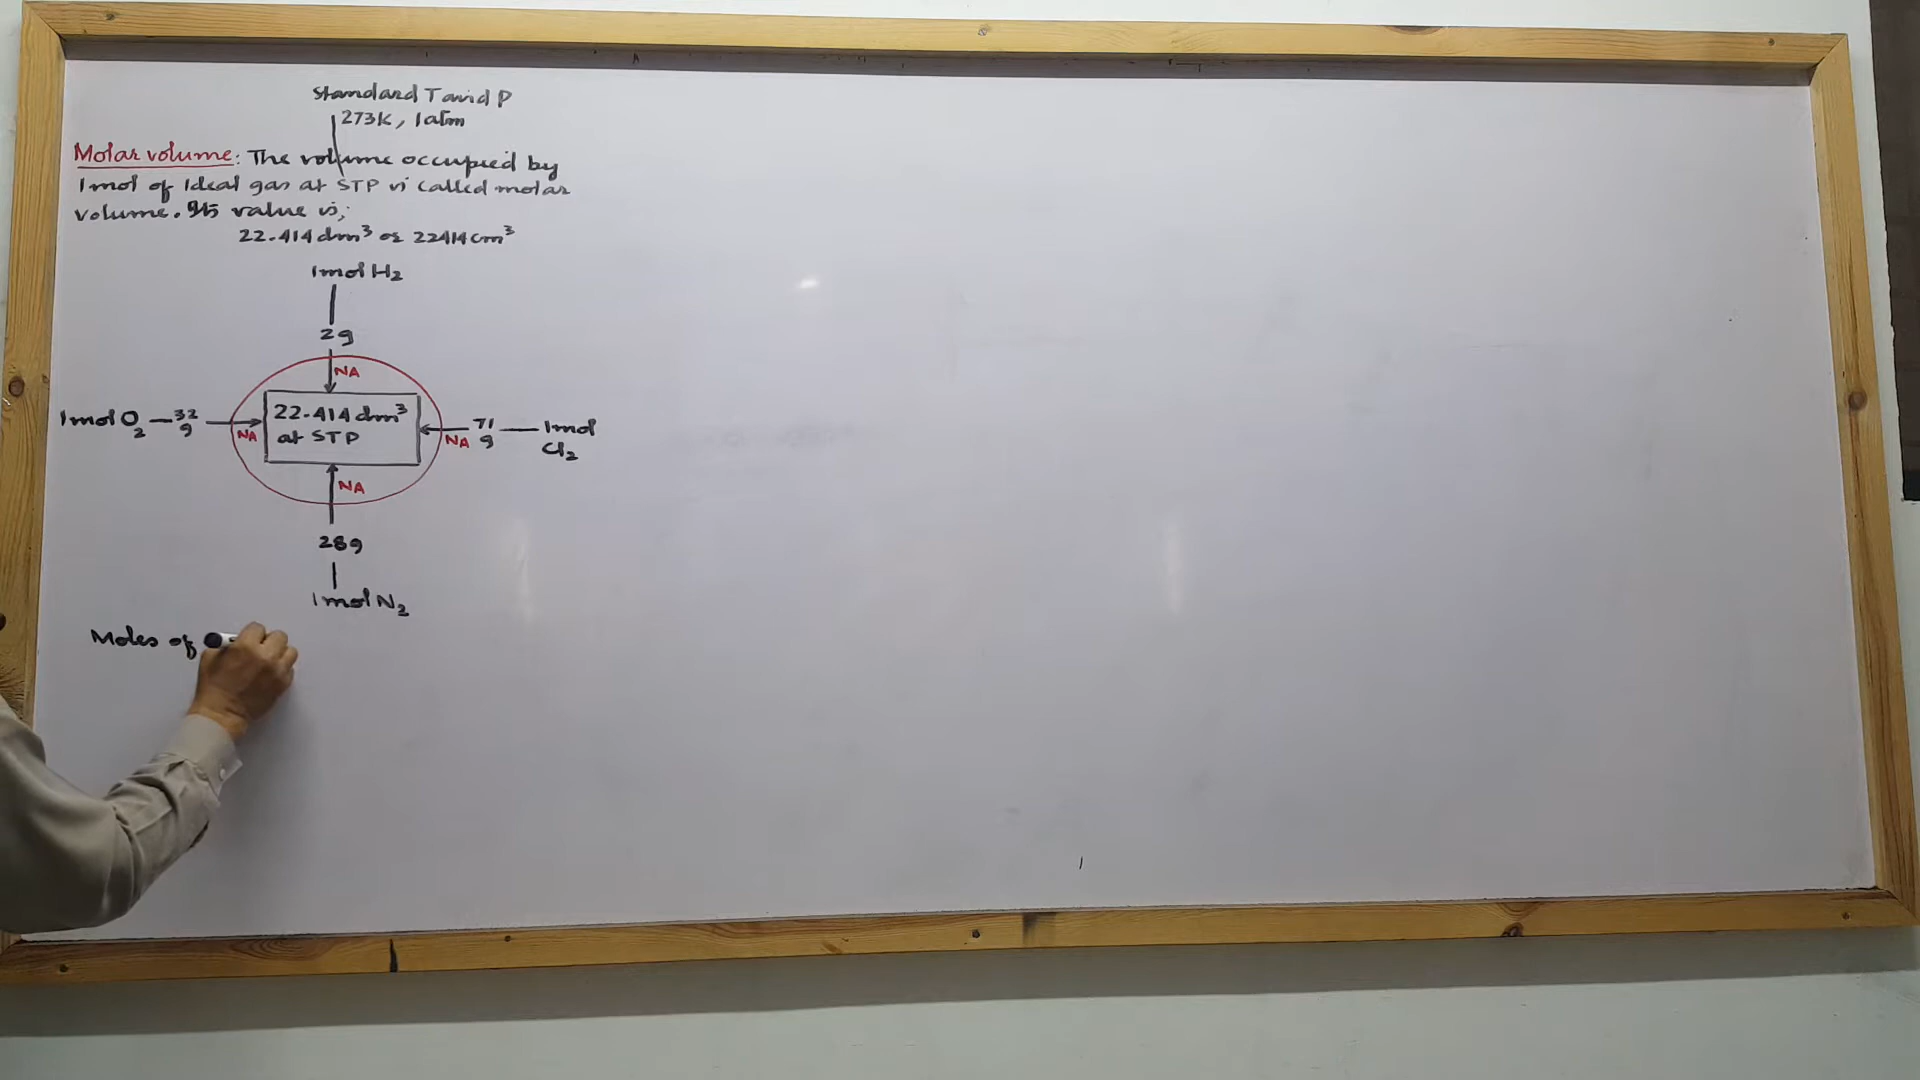 Standard T and P
273K, 1atm
Molar volume: The volume occupied by
1mol of Ideal gas at STP is called molar
volume. Its value is;
22.414 dm³ or 22414 cm³
1mol H₂
2g
NA
1mol O₂ — 32 g
NA
22.414 dm³
at STP
NA
71 g — 1mol Cl₂
NA
28g
1mol N₂
Moles of